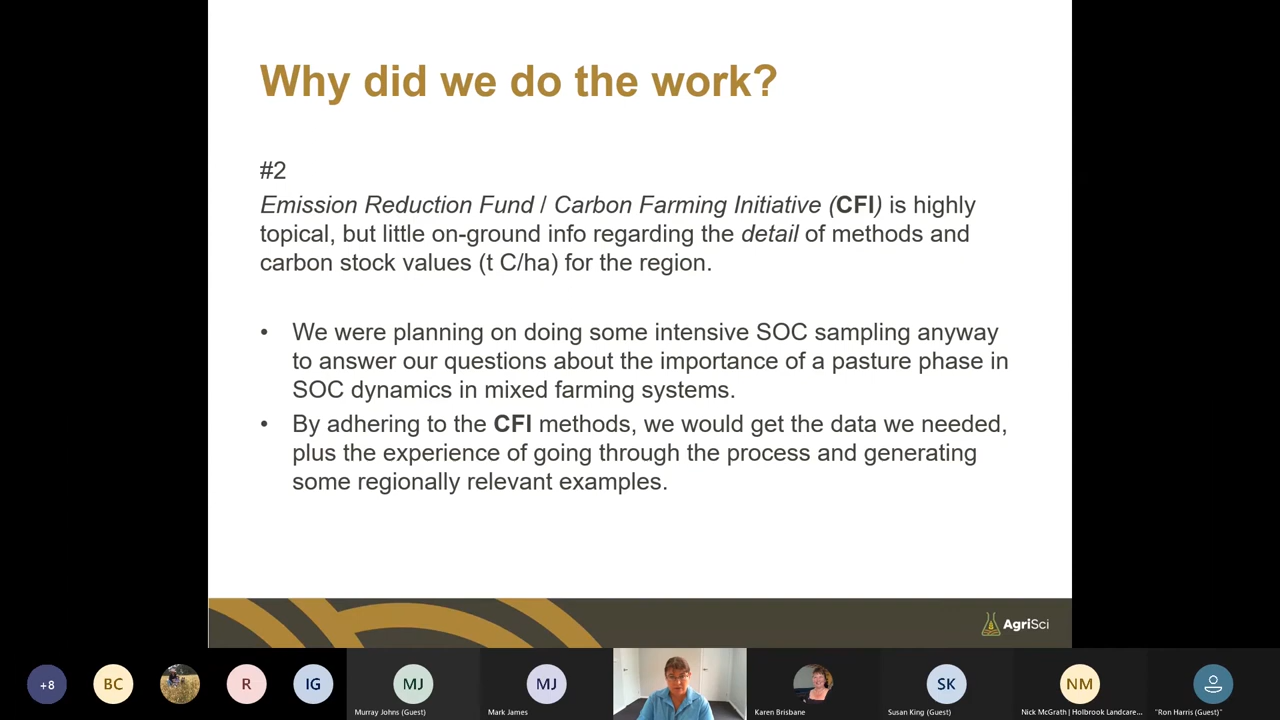 Why did we do the work?
#2
Emission Reduction Fund / Carbon Farming Initiative (CFI) is highly
topical, but little on-ground info regarding the detail of methods and
carbon stock values (t C/ha) for the region.
• We were planning on doing some intensive SOC sampling anyway
to answer our questions about the importance of a pasture phase in
SOC dynamics in mixed farming systems.
• By adhering to the CFI methods, we would get the data we needed,
plus the experience of going through the process and generating
some regionally relevant examples.
AgriSci
+8
BC
R
IG
MJ
MJ
SK
NM
Murray Johns (Guest)
Mark James
Karen Brisbane
Susan King (Guest)
Nick McGrath | Holbrook Landcare...
"Ron Harris (Guest)"